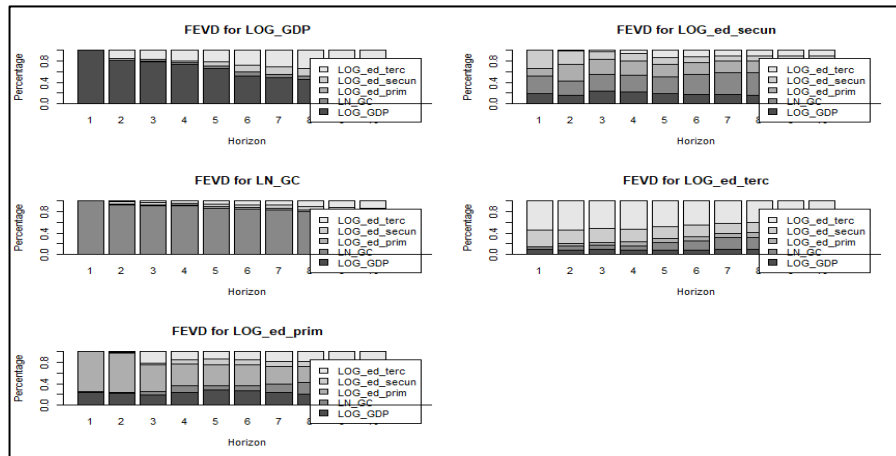 FEVD for LOG_GDP
Percentage
0.0 0.4 0.8
LOG_ed_terc
LOG_ed_secun
LOG_ed_prim
LN_GC
LOG_GDP
1 2 3 4 5 6 7 8
Horizon
FEVD for LOG_ed_secun
Percentage
0.0 0.4 0.8
LOG_ed_terc
LOG_ed_secun
LOG_ed_prim
LN_GC
LOG_GDP
1 2 3 4 5 6 7 8
Horizon
FEVD for LN_GC
Percentage
0.0 0.4 0.8
LOG_ed_terc
LOG_ed_secun
LOG_ed_prim
LN_GC
LOG_GDP
1 2 3 4 5 6 7 8
Horizon
FEVD for LOG_ed_terc
Percentage
0.0 0.4 0.8
LOG_ed_terc
LOG_ed_secun
LOG_ed_prim
LN_GC
LOG_GDP
1 2 3 4 5 6 7 8
Horizon
FEVD for LOG_ed_prim
Percentage
0.0 0.4 0.8
LOG_ed_terc
LOG_ed_secun
LOG_ed_prim
LN_GC
LOG_GDP
1 2 3 4 5 6 7 8
Horizon